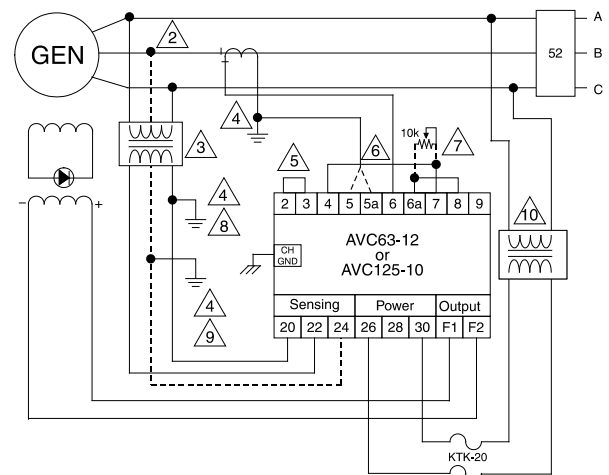 A
2
GEN
52
B
C
4
3
10k
6
7
5
4
8
2 3 4 5 5a 6 6a 7 8 9
10
CH
GND
AVC63-12
or
AVC125-10
4
9
Sensing Power Output
20 22 24 26 28 30 F1 F2
− +
KTK-20